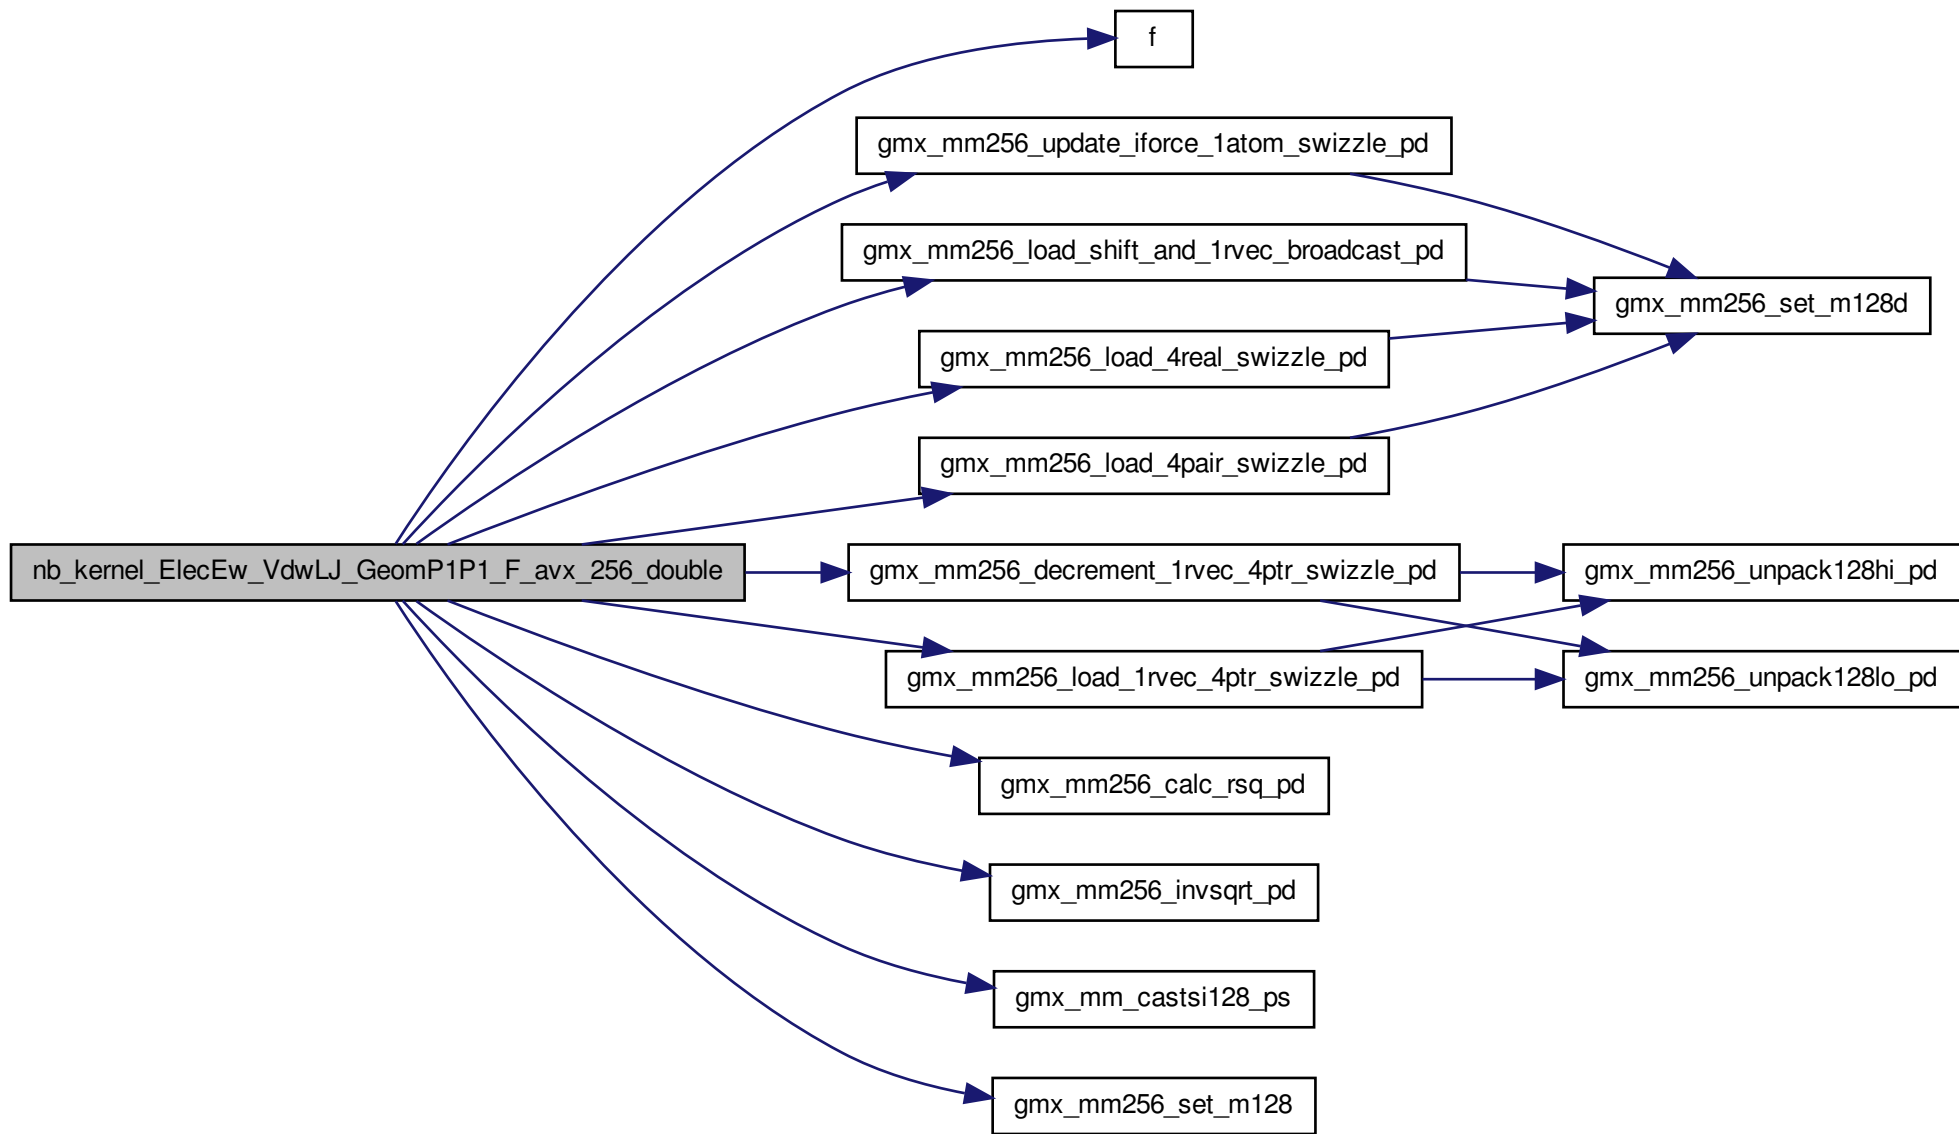 f
gmx_mm256_update_iforce_1atom_swizzle_pd
gmx_mm256_load_shift_and_1rvec_broadcast_pd
gmx_mm256_set_m128d
gmx_mm256_load_4real_swizzle_pd
gmx_mm256_load_4pair_swizzle_pd
nb_kernel_ElecEw_VdwLJ_GeomP1P1_F_avx_256_double
gmx_mm256_decrement_1rvec_4ptr_swizzle_pd
gmx_mm256_unpack128hi_pd
gmx_mm256_load_1rvec_4ptr_swizzle_pd
gmx_mm256_unpack128lo_pd
gmx_mm256_calc_rsq_pd
gmx_mm256_invsqrt_pd
gmx_mm_castsi128_ps
gmx_mm256_set_m128